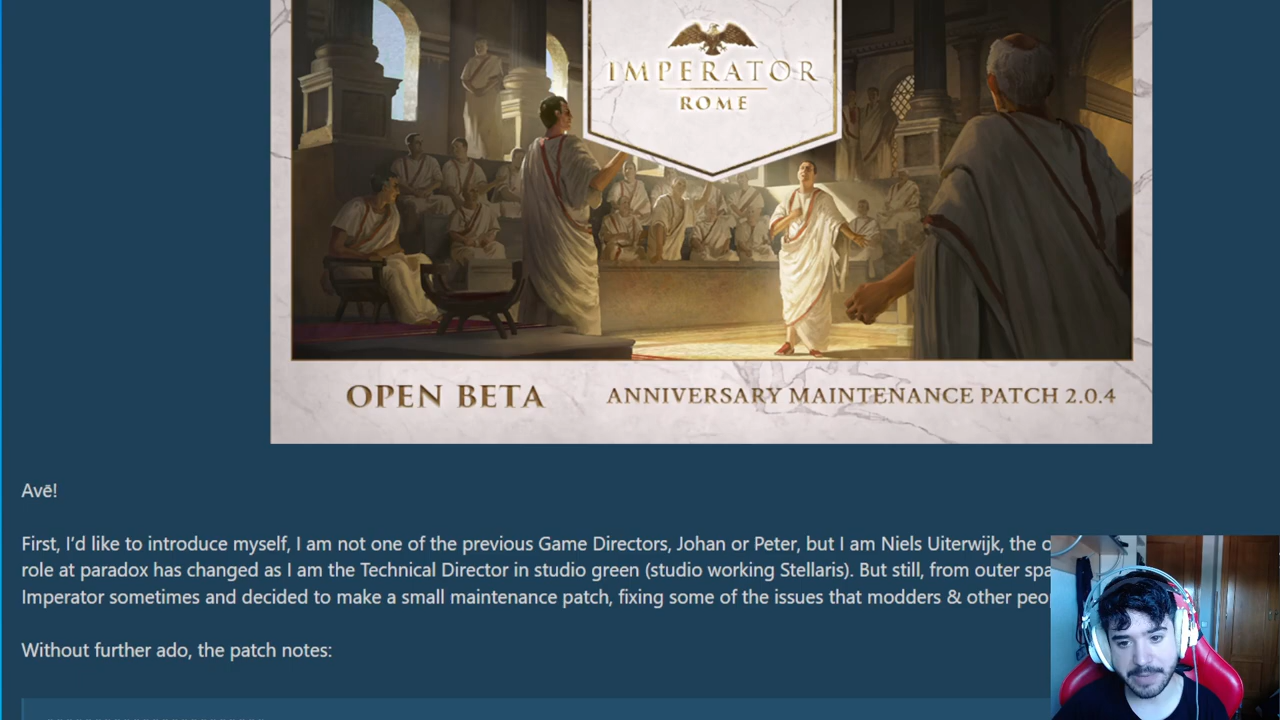 IMPERATOR
ROME
OPEN BETA
ANNIVERSARY MAINTENANCE PATCH 2.0.4
Avē!
First, I'd like to introduce myself, I am not one of the previous Game Directors, Johan or Peter, but I am Niels Uiterwijk, the
role at paradox has changed as I am the Technical Director in studio green (studio working Stellaris). But still, from outer
Imperator sometimes and decided to make a small maintenance patch, fixing some of the issues that modders & other
Without further ado, the patch notes: